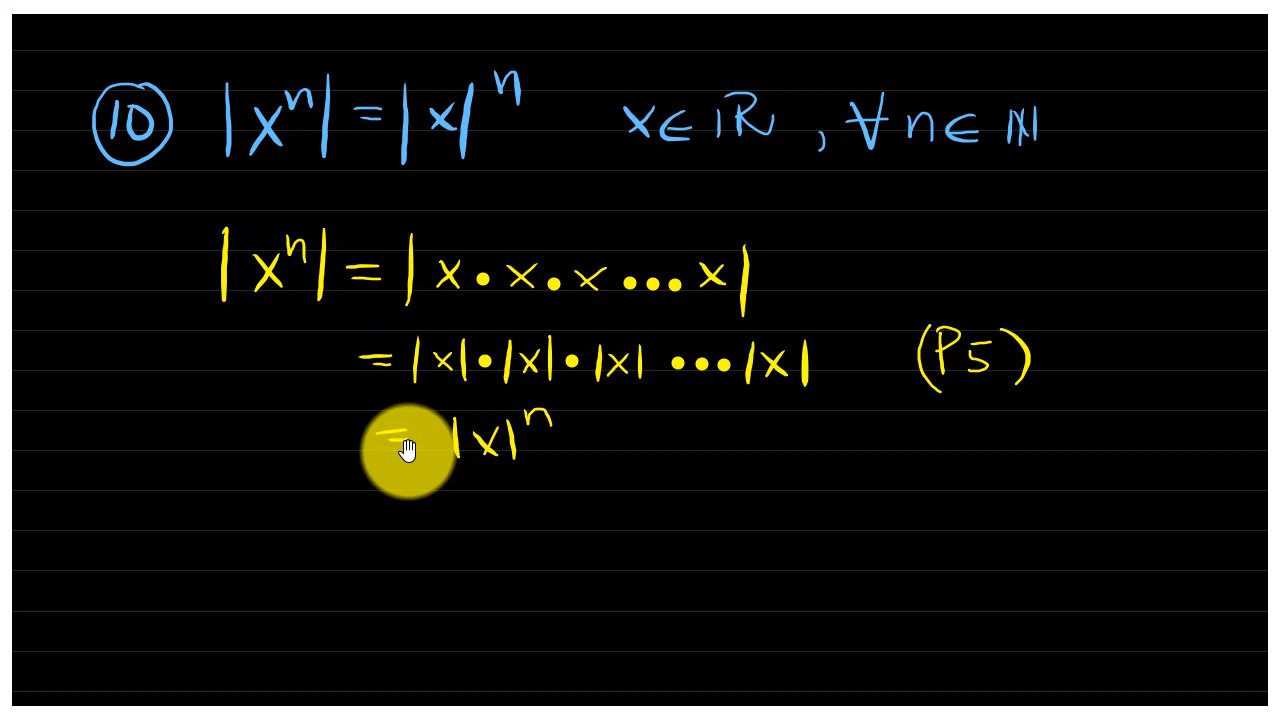 ⑩ |xⁿ| = |x|ⁿ x ∈ ℝ , ∀ n ∈ ℕ
|xⁿ| = | x • x • x ••• x |
= |x| • |x| • |x| ••• |x| (P5)
= |x|ⁿ